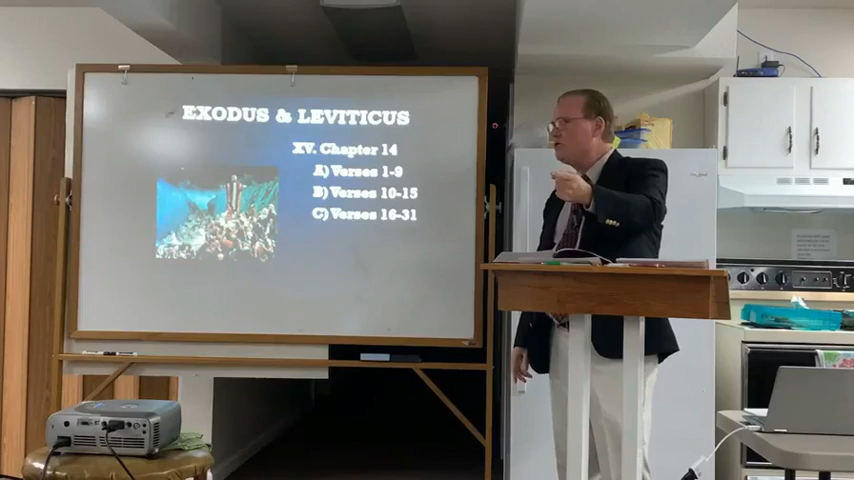 EXODUS & LEVITICUS
XV. Chapter 14
A) Verses 1-9
B) Verses 10-15
C) Verses 16-31